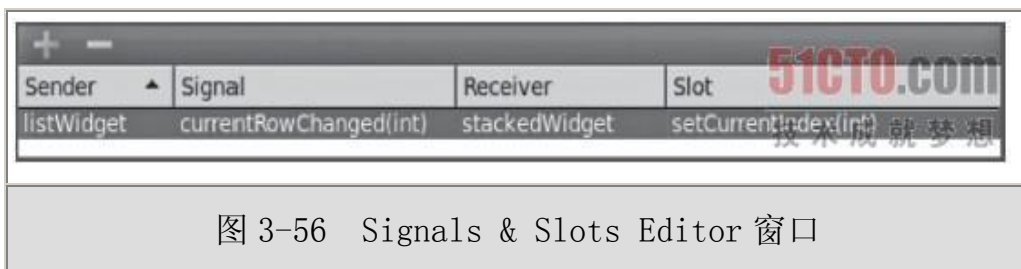 51CTO.com
Sender Signal Receiver Slot
listWidget currentRowChanged(int) stackedWidget setCurrentIndex(int)
技术成就梦想
图 3-56 Signals & Slots Editor 窗口